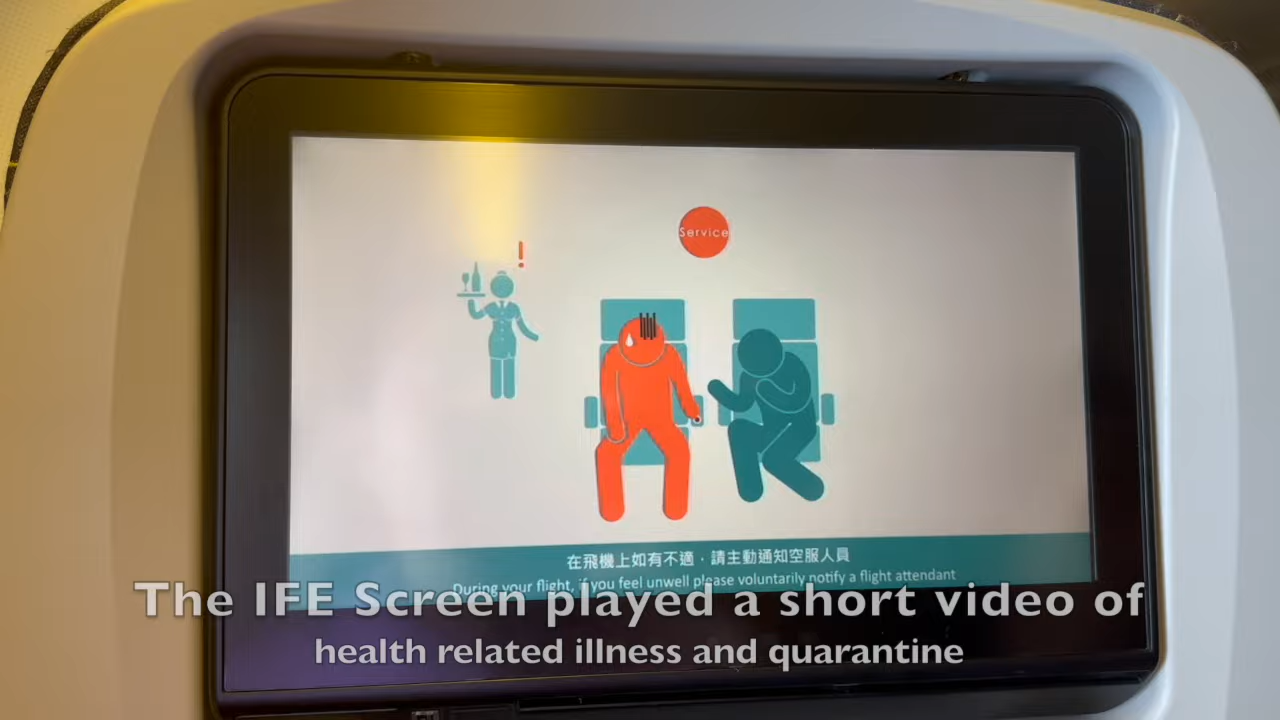 !
Service
在飛機上如有不適，請主動通知空服人員
During your flight, if you feel unwell please voluntarily notify a flight attendant
The IFE Screen played a short video of
health related illness and quarantine